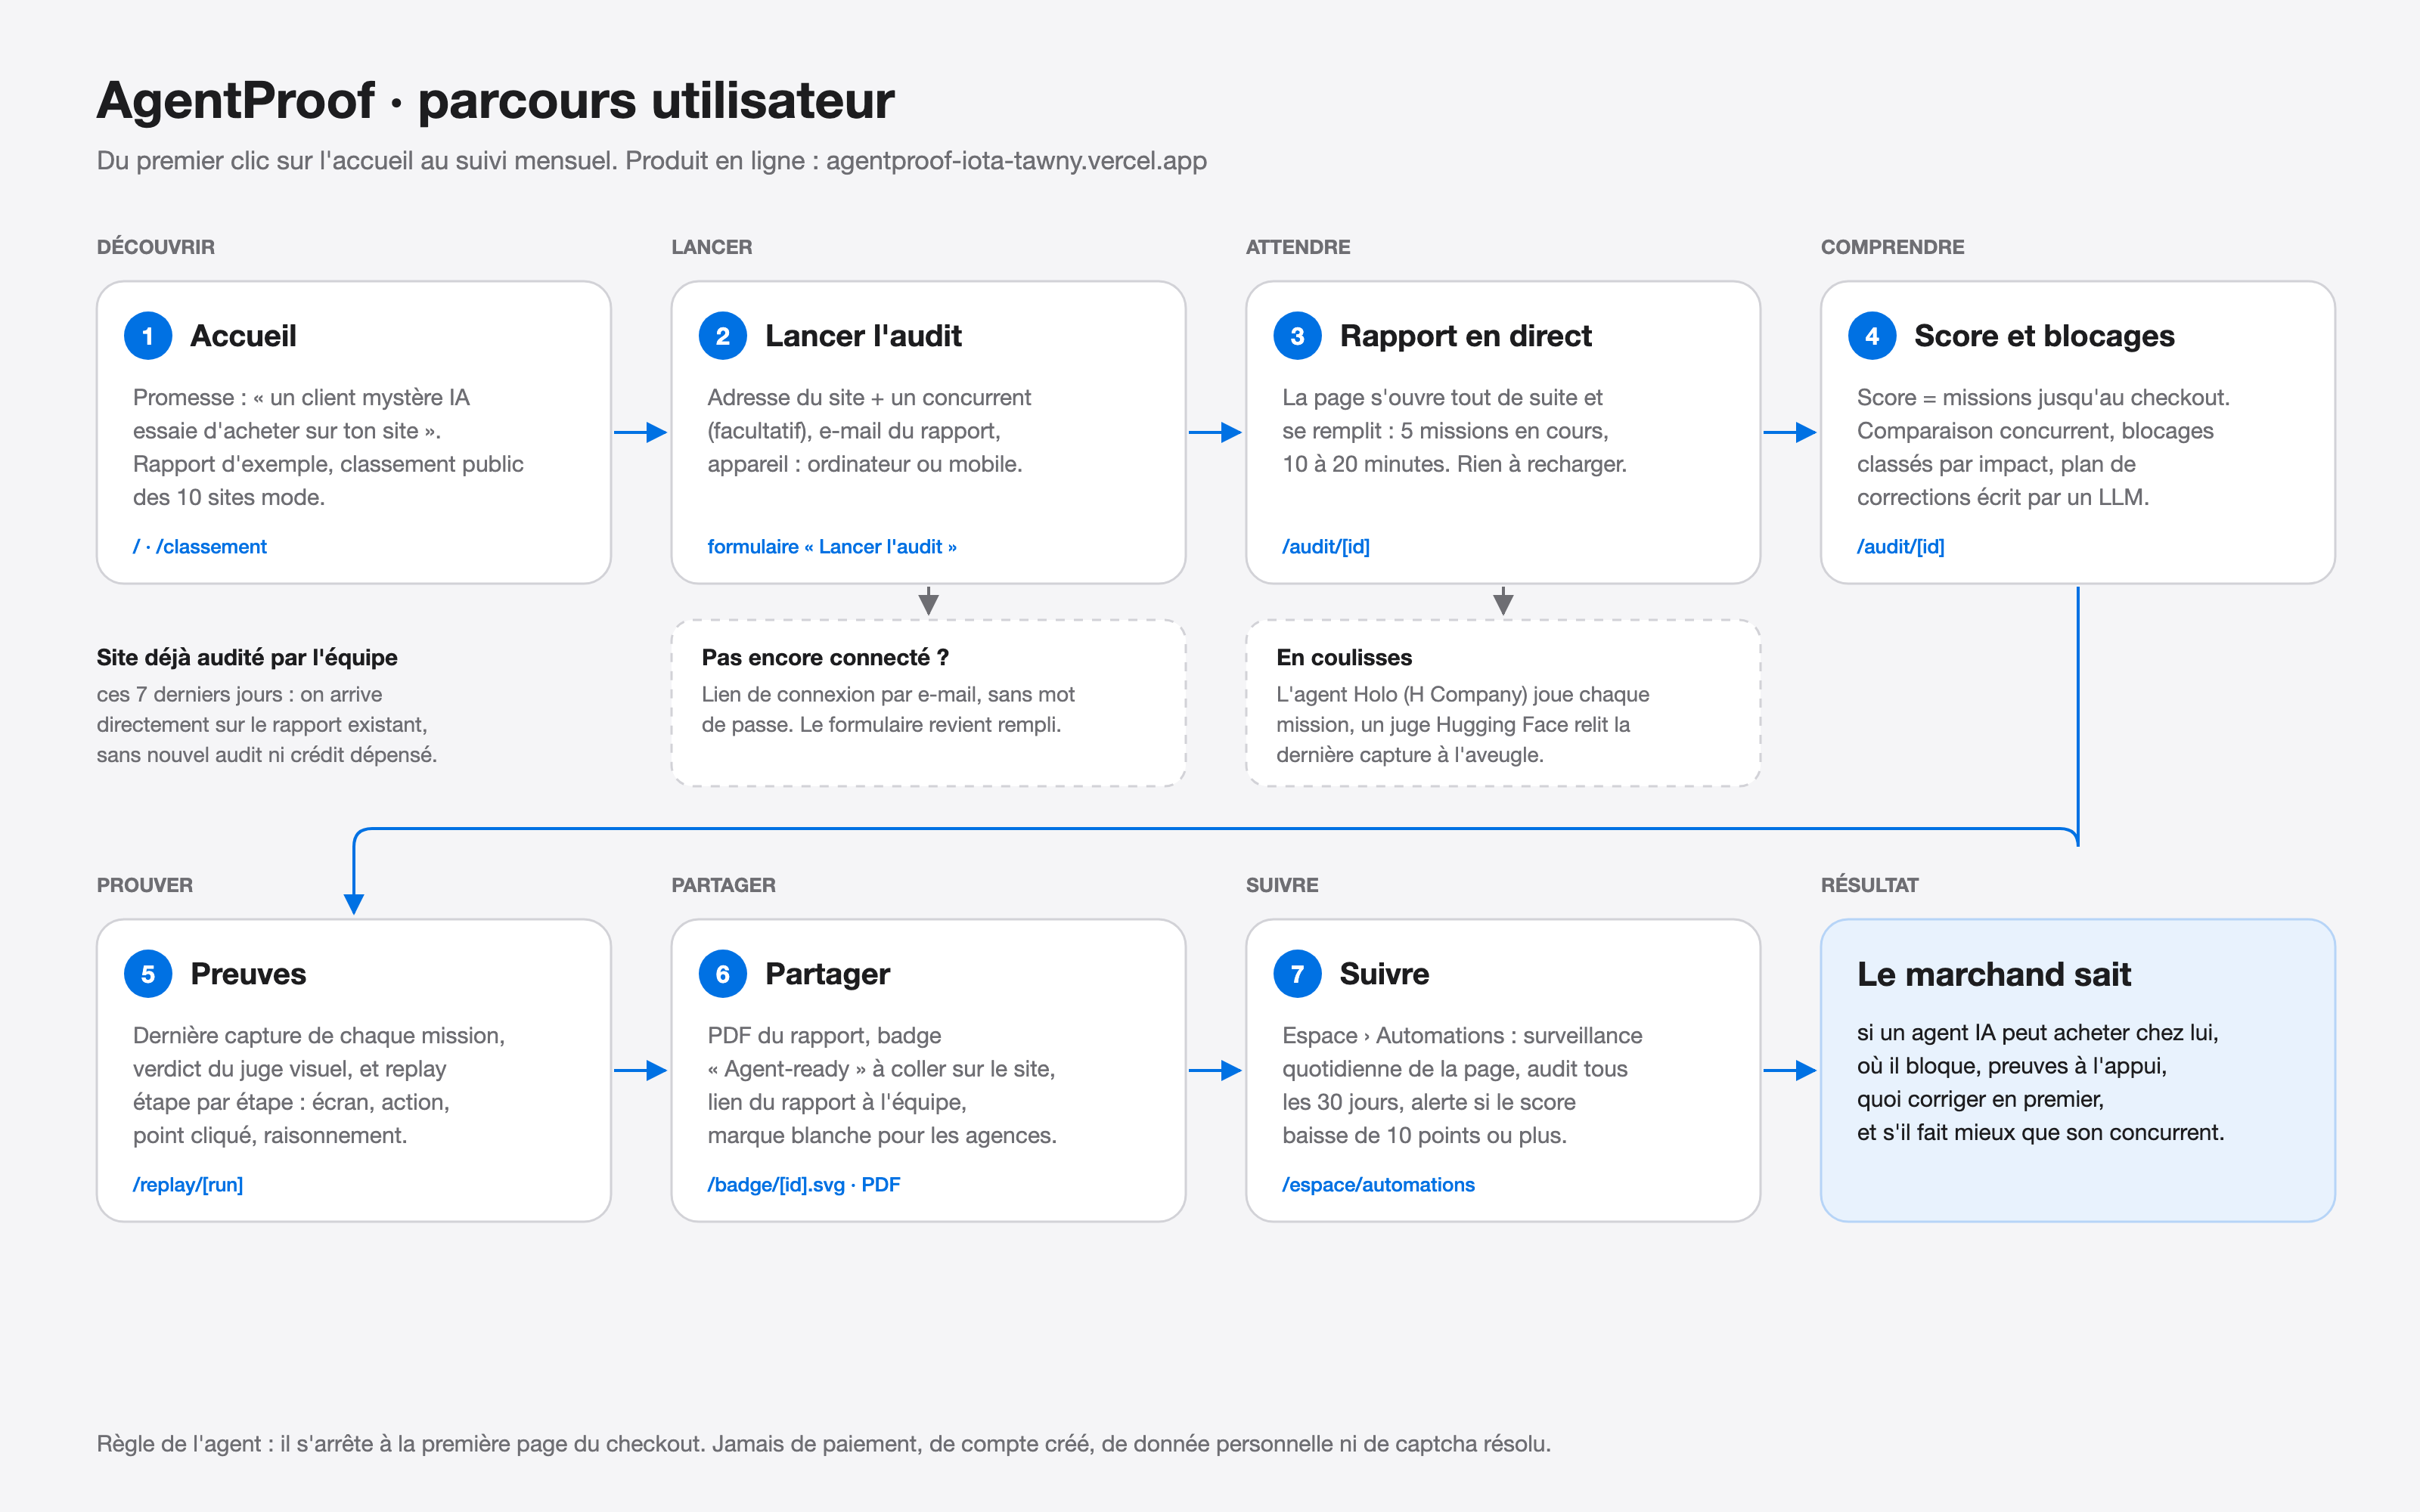 AgentProof · parcours utilisateur
Du premier clic sur l'accueil au suivi mensuel. Produit en ligne : agentproof-iota-tawny.vercel.app
DÉCOUVRIR
1 Accueil
Promesse : « un client mystère IA
essaie d'acheter sur ton site ».
Rapport d'exemple, classement public
des 10 sites mode.
/ · /classement
Site déjà audité par l'équipe
ces 7 derniers jours : on arrive
directement sur le rapport existant,
sans nouvel audit ni crédit dépensé.
LANCER
2 Lancer l'audit
Adresse du site + un concurrent
(facultatif), e-mail du rapport,
appareil : ordinateur ou mobile.
formulaire « Lancer l'audit »
Pas encore connecté ?
Lien de connexion par e-mail, sans mot
de passe. Le formulaire revient rempli.
ATTENDRE
3 Rapport en direct
La page s'ouvre tout de suite et
se remplit : 5 missions en cours,
10 à 20 minutes. Rien à recharger.
/audit/[id]
En coulisses
L'agent Holo (H Company) joue chaque
mission, un juge Hugging Face relit la
dernière capture à l'aveugle.
COMPRENDRE
4 Score et blocages
Score = missions jusqu'au checkout.
Comparaison concurrent, blocages
classés par impact, plan de
corrections écrit par un LLM.
/audit/[id]
PROUVER
5 Preuves
Dernière capture de chaque mission,
verdict du juge visuel, et replay
étape par étape : écran, action,
point cliqué, raisonnement.
/replay/[run]
PARTAGER
6 Partager
PDF du rapport, badge
« Agent-ready » à coller sur le site,
lien du rapport à l'équipe,
marque blanche pour les agences.
/badge/[id].svg · PDF
SUIVRE
7 Suivre
Espace › Automations : surveillance
quotidienne de la page, audit tous
les 30 jours, alerte si le score
baisse de 10 points ou plus.
/espace/automations
RÉSULTAT
Le marchand sait
si un agent IA peut acheter chez lui,
où il bloque, preuves à l'appui,
quoi corriger en premier,
et s'il fait mieux que son concurrent.
Règle de l'agent : il s'arrête à la première page du checkout. Jamais de paiement, de compte créé, de donnée personnelle ni de captcha résolu.